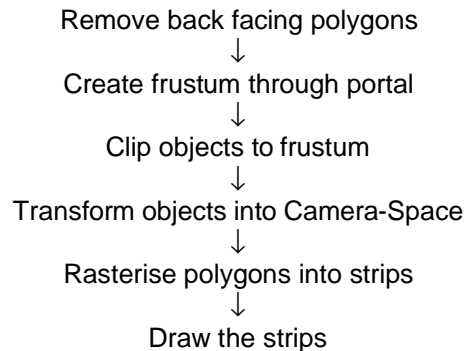 Remove back facing polygons
↓
Create frustum through portal
↓
Clip objects to frustum
↓
Transform objects into Camera-Space
↓
Rasterise polygons into strips
↓
Draw the strips